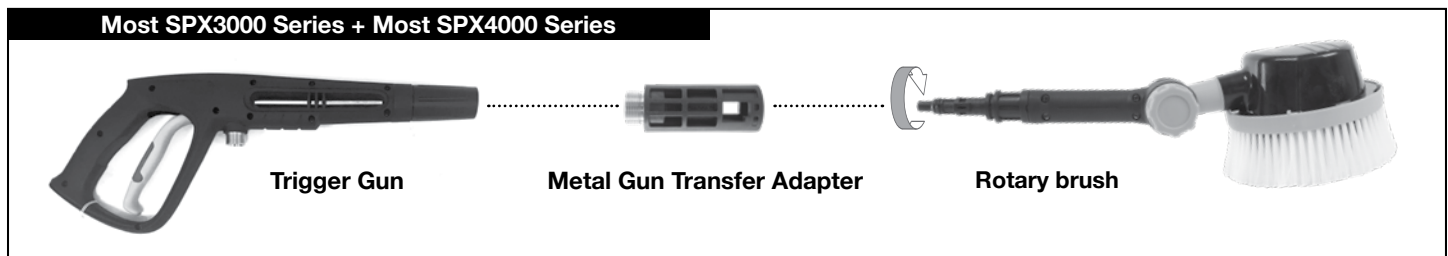 Most SPX3000 Series + Most SPX4000 Series
Trigger Gun
Metal Gun Transfer Adapter
Rotary brush